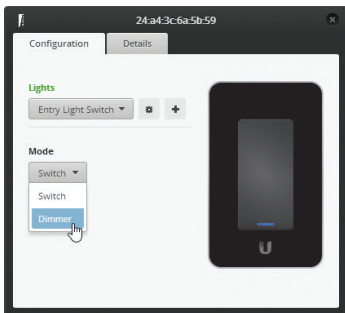 24:a4:3c:6a:5b:59
Configuration
Details
Lights
Entry Light Switch
Mode
Switch
Switch
Dimmer